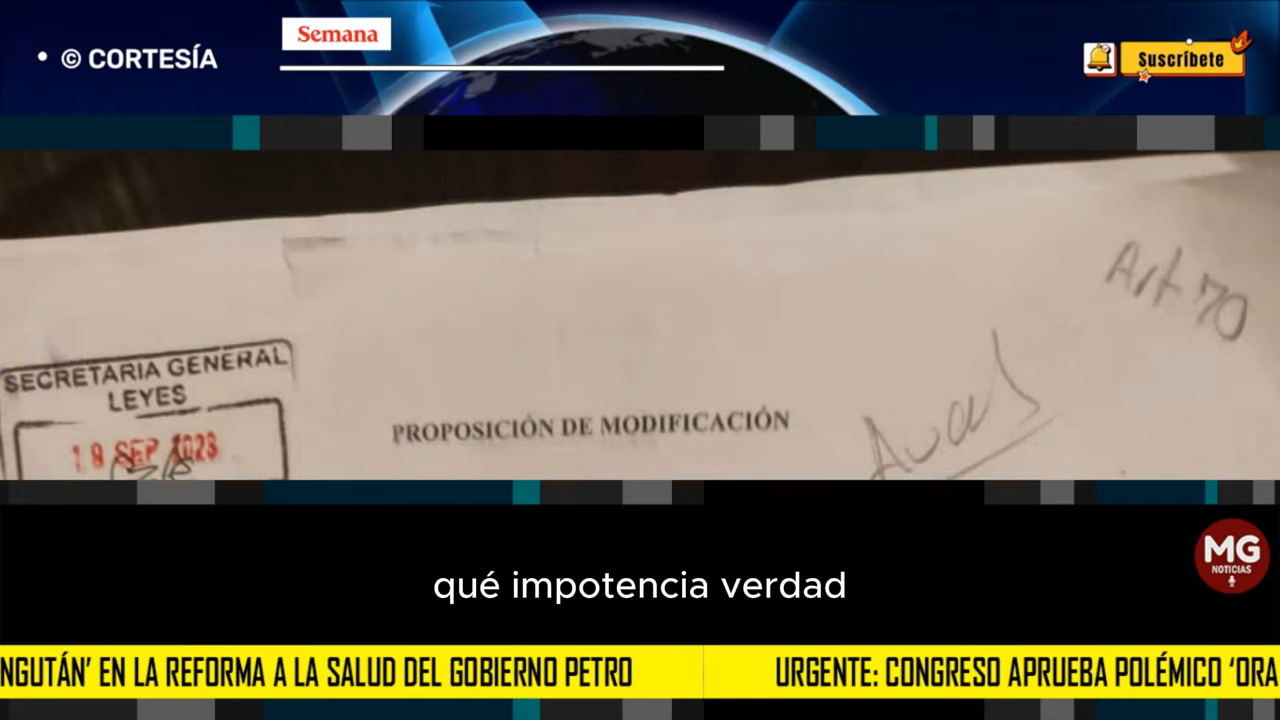 • © CORTESÍA
Semana
Suscríbete
Art 70
SECRETARIA GENERAL
LEYES
18 SEP 2023
PROPOSICIÓN DE MODIFICACIÓN
Aval
qué impotencia verdad
MG
NOTICIAS
NGUTÁN’ EN LA REFORMA A LA SALUD DEL GOBIERNO PETRO
URGENTE: CONGRESO APRUEBA POLÉMICO ‘ORA